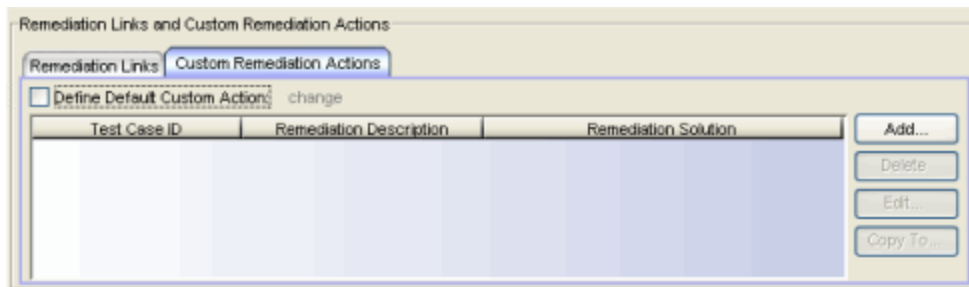 Remediation Links and Custom Remediation Actions
Remediation Links Custom Remediation Actions
Define Default Custom Action: change
Test Case ID Remediation Description Remediation Solution
Add...
Delete
Edit...
Copy To...